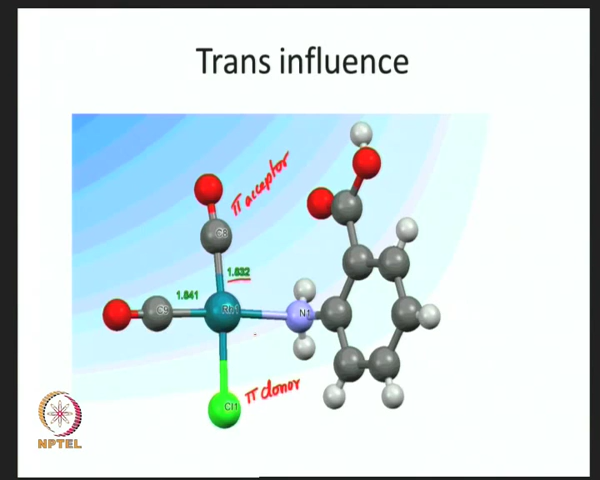 Trans influence
π acceptor
C8
1.832
1.841
C9
Rh1
N1
Cl1
π donor
NPTEL